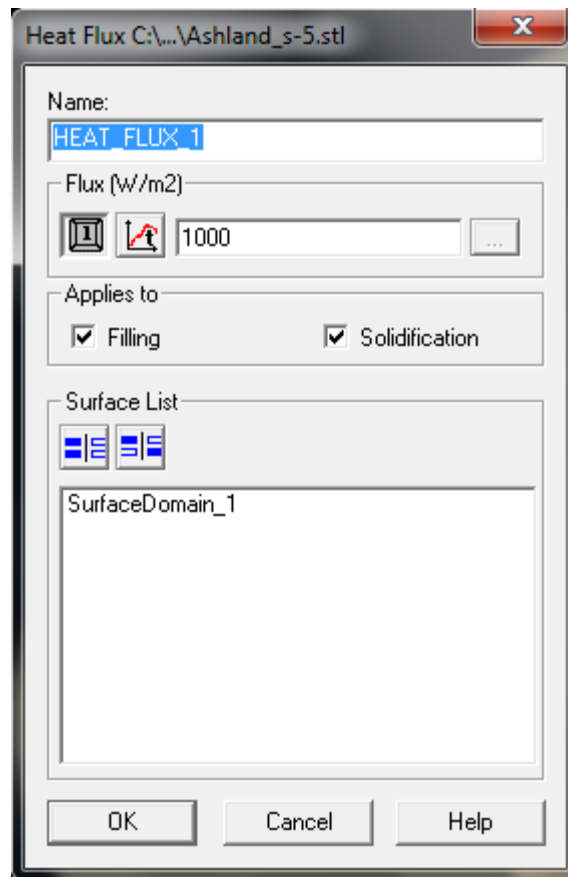 Heat Flux C:\...\Ashland_s-5.stl
Name:
HEAT_FLUX_1
Flux (W/m2)
1 t 1000 ...
Applies to
Filling Solidification
Surface List
SurfaceDomain_1
OK Cancel Help